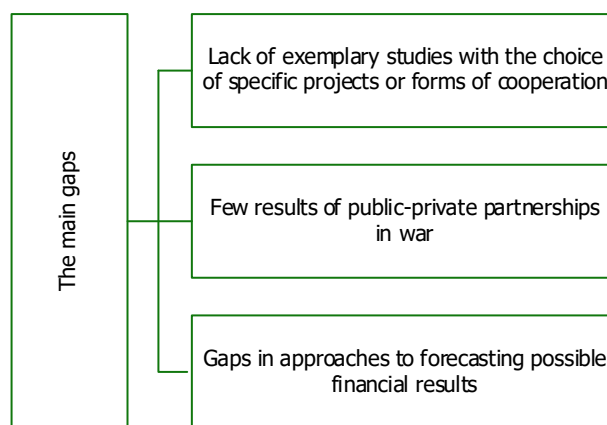 The main gaps
Lack of exemplary studies with the choice
of specific projects or forms of cooperation
Few results of public-private partnerships
in war
Gaps in approaches to forecasting possible
financial results